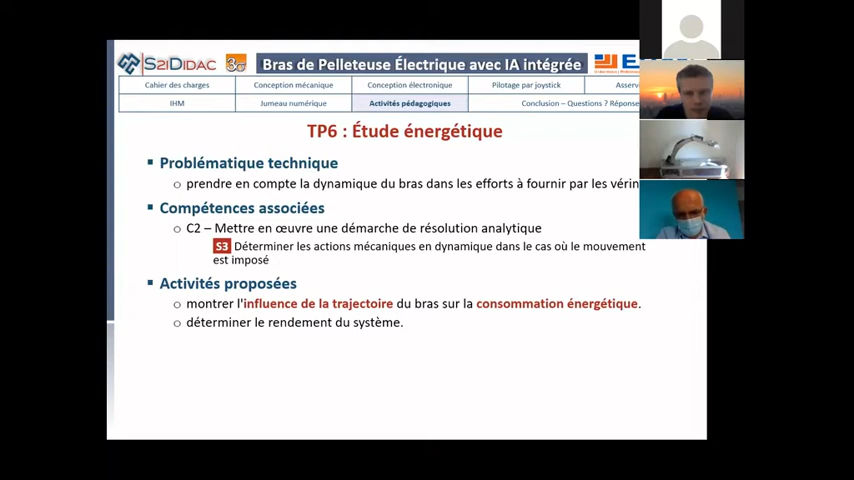 S2IDIDAC
3σ
Bras de Pelleteuse Électrique avec IA intégrée
Cahier des charges
Conception mécanique
Conception électronique
Pilotage par joystick
IHM
Jumeau numérique
Activités pédagogiques
Conclusion – Questions ? Réponse
TP6 : Étude énergétique
▪ Problématique technique
o prendre en compte la dynamique du bras dans les efforts à fournir par les vérin
▪ Compétences associées
o C2 – Mettre en œuvre une démarche de résolution analytique
S3 Déterminer les actions mécaniques en dynamique dans le cas où le mouvement
est imposé
▪ Activités proposées
o montrer l'influence de la trajectoire du bras sur la consommation énergétique.
o déterminer le rendement du système.